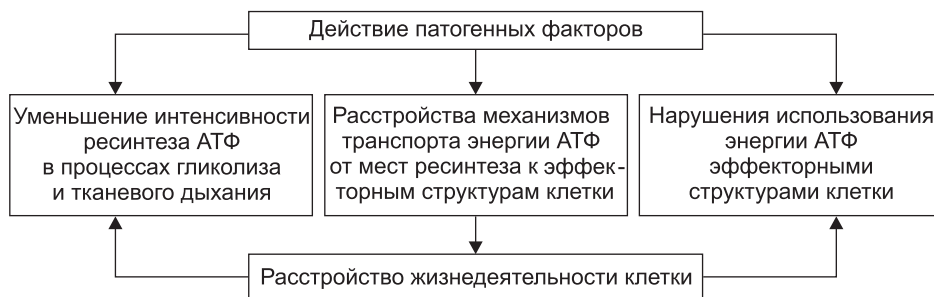 Действие патогенных факторов
Уменьшение интенсивности
ресинтеза АТФ
в процессах гликолиза
и тканевого дыхания
Расстройства механизмов
транспорта энергии АТФ
от мест ресинтеза к эффек-
торным структурам клетки
Нарушения использования
энергии АТФ
эффекторными
структурами клетки
Расстройство жизнедеятельности клетки